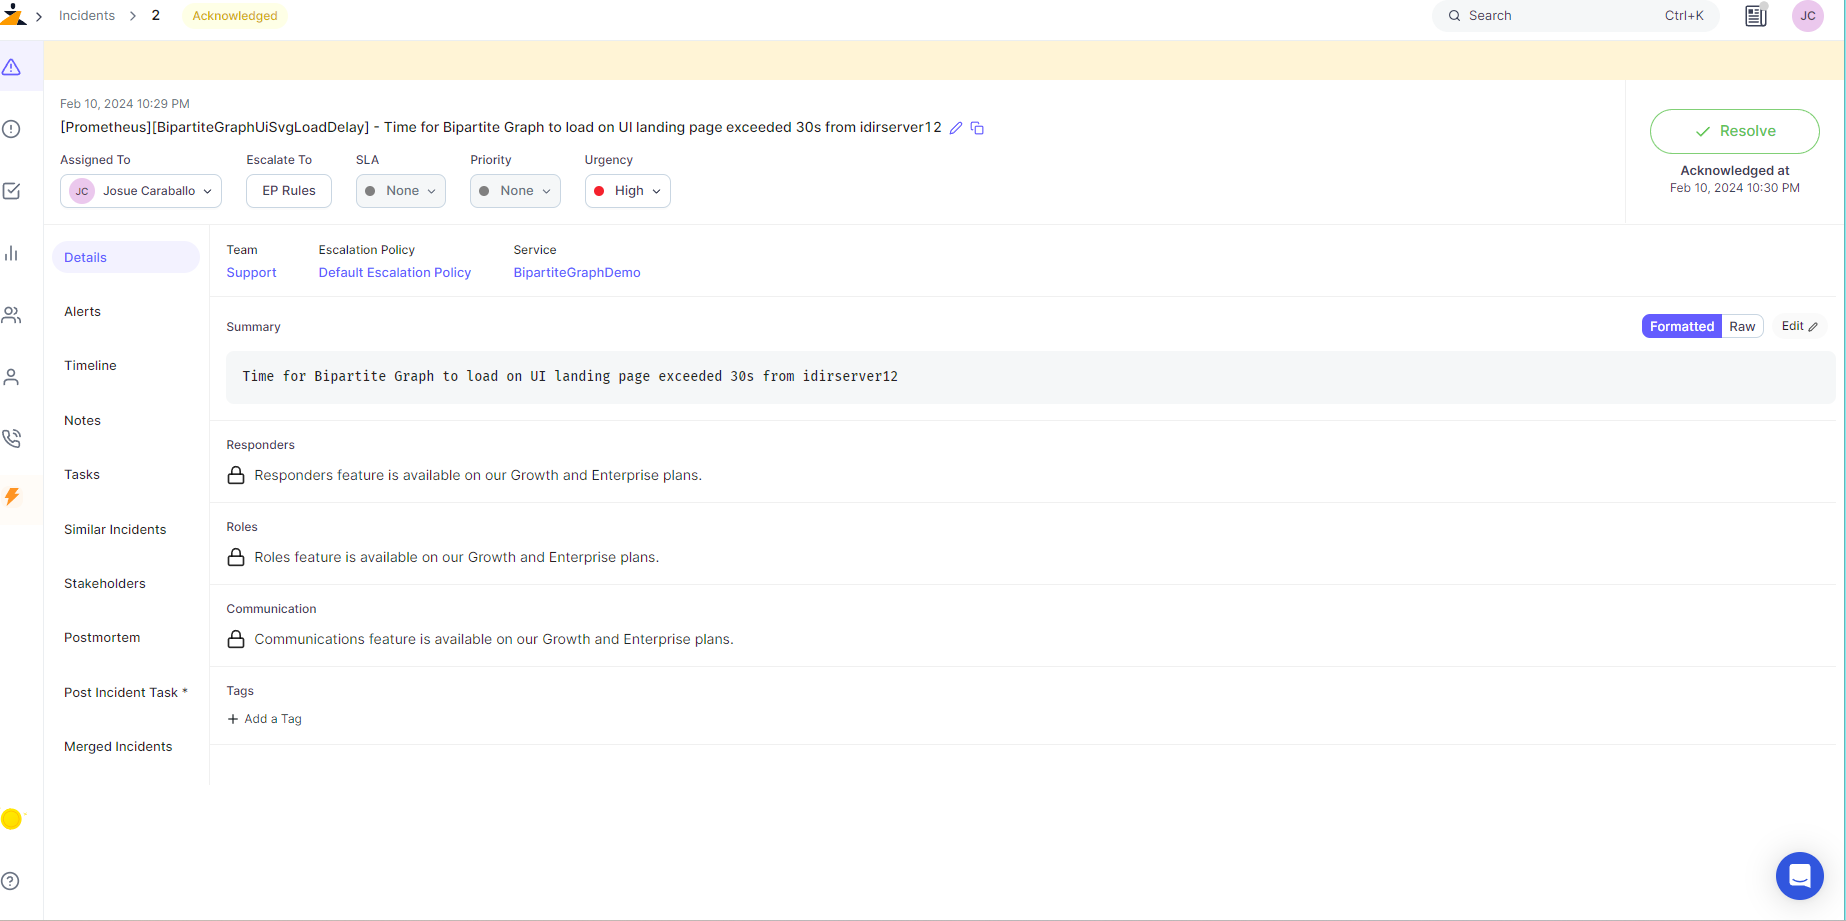 Incidents > 2 Acknowledged Search Ctrl+K JC
Feb 10, 2024 10:29 PM
[Prometheus][BipartiteGraphUiSvgLoadDelay] - Time for Bipartite Graph to load on UI landing page exceeded 30s from idirserver12
Resolve
Acknowledged at
Feb 10, 2024 10:30 PM
Assigned To Escalate To SLA Priority Urgency
JC Josue Caraballo EP Rules None None High
Details
Alerts
Timeline
Notes
Tasks
Similar Incidents
Stakeholders
Postmortem
Post Incident Task *
Merged Incidents
Team Escalation Policy Service
Support Default Escalation Policy BipartiteGraphDemo
Summary Formatted Raw Edit
Time for Bipartite Graph to load on UI landing page exceeded 30s from idirserver12
Responders
Responders feature is available on our Growth and Enterprise plans.
Roles
Roles feature is available on our Growth and Enterprise plans.
Communication
Communications feature is available on our Growth and Enterprise plans.
Tags
+ Add a Tag